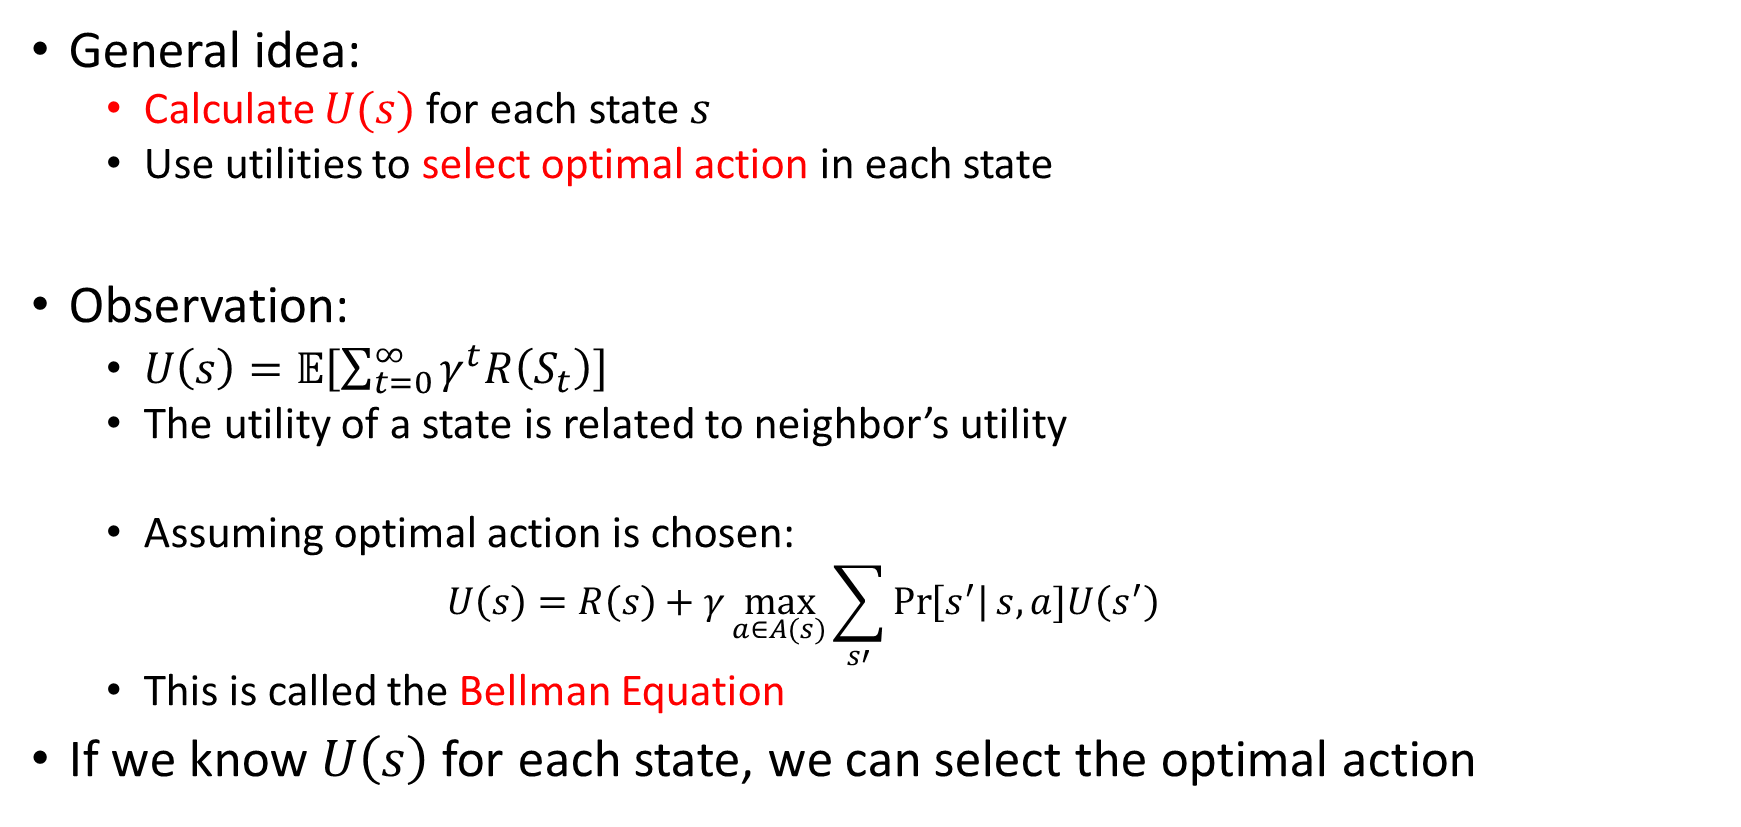 • General idea:
• Calculate U(s) for each state s
• Use utilities to select optimal action in each state
• Observation:
• U(s) = 𝔼[∑_{t=0}^{∞} γ^t R(S_t)]
• The utility of a state is related to neighbor’s utility
• Assuming optimal action is chosen:
U(s) = R(s) + γ max_{a∈A(s)} ∑_{s′} Pr[s′| s, a]U(s′)
• This is called the Bellman Equation
• If we know U(s) for each state, we can select the optimal action